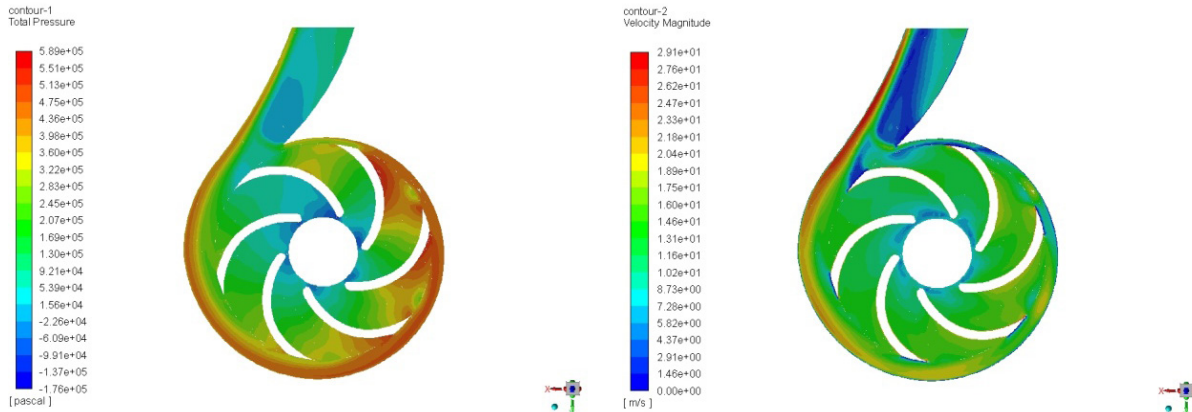 contour-1
Total Pressure
5.89e+05
5.51e+05
5.13e+05
4.75e+05
4.36e+05
3.98e+05
3.60e+05
3.22e+05
2.83e+05
2.45e+05
2.07e+05
1.69e+05
1.30e+05
9.21e+04
5.39e+04
1.56e+04
-2.26e+04
-6.09e+04
-9.91e+04
-1.37e+05
-1.76e+05
[ pascal ]
X
contour-2
Velocity Magnitude
2.91e+01
2.76e+01
2.62e+01
2.47e+01
2.33e+01
2.18e+01
2.04e+01
1.89e+01
1.75e+01
1.60e+01
1.46e+01
1.31e+01
1.16e+01
1.02e+01
8.73e+00
7.28e+00
5.82e+00
4.37e+00
2.91e+00
1.46e+00
0.00e+00
[ m/s ]
X